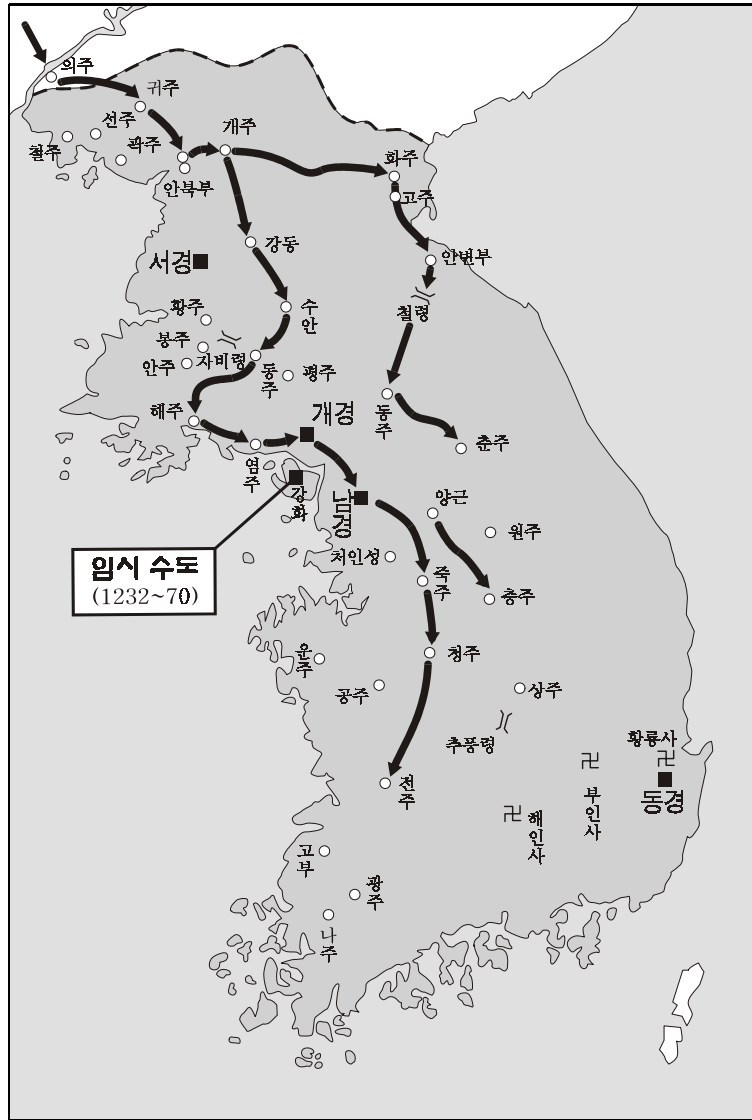 의주
귀주
선주
철주
곽주
개주
안북부
화주
고주
안변부
강동
서경
철령
수
안
황주
봉주
안주
자비령
동
주
평주
동
주
해주
개경
춘주
염
주
강
화
남
경
양근
원주
처인성
죽
주
충주
임시 수도
(1232~70)
운
주
청주
공주
상주
추풍령
황룡사
卍
卍
동경
전
주
부
인
사
卍
해
인
사
고
부
광
주
나
주